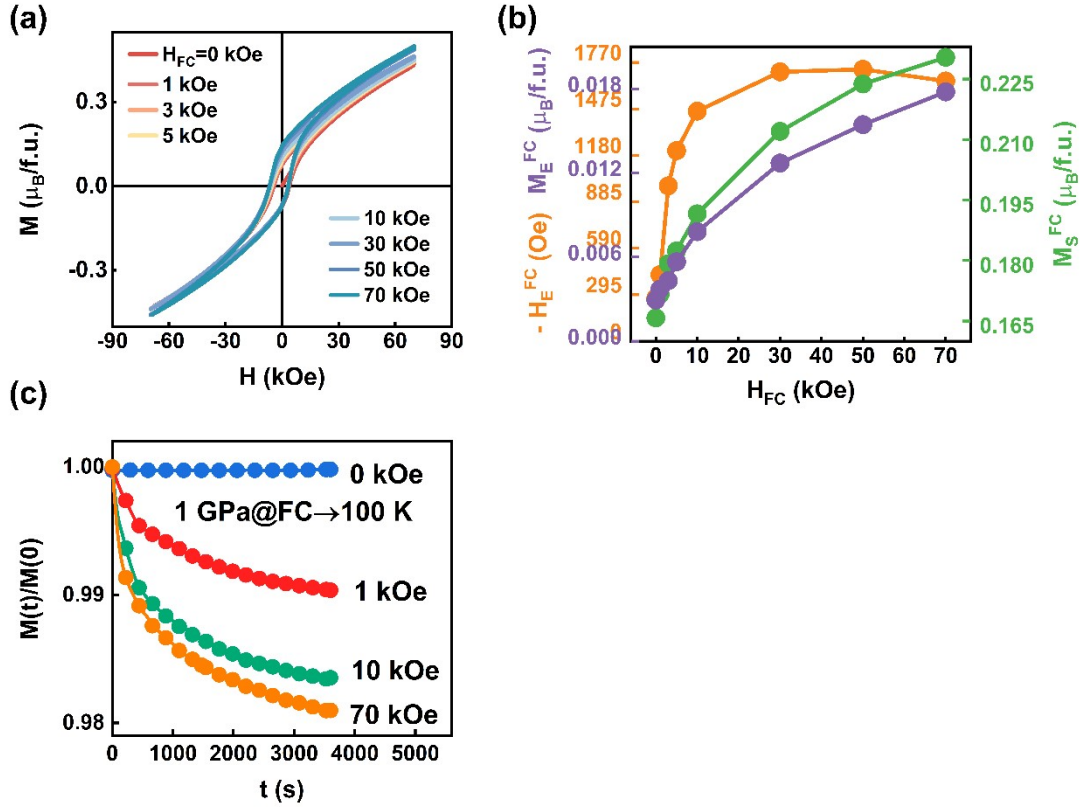 (a)
H_FC=0 kOe
1 kOe
3 kOe
5 kOe
10 kOe
30 kOe
50 kOe
70 kOe
0.3
0.0
-0.3
-90 -60 -30 0 30 60 90
M (μ_B/f.u.)
H (kOe)
(b)
1770
1475
1180
885
590
295
0
- H_E^FC (Oe)
0.018
0.012
0.006
0.000
M_E^FC (μ_B/f.u.)
0.225
0.210
0.195
0.180
0.165
M_S^FC (μ_B/f.u.)
0 10 20 30 40 50 60 70
H_FC (kOe)
(c)
1.00
0.99
0.98
M(t)/M(0)
0 kOe
1 GPa@FC→100 K
1 kOe
10 kOe
70 kOe
0 1000 2000 3000 4000 5000
t (s)